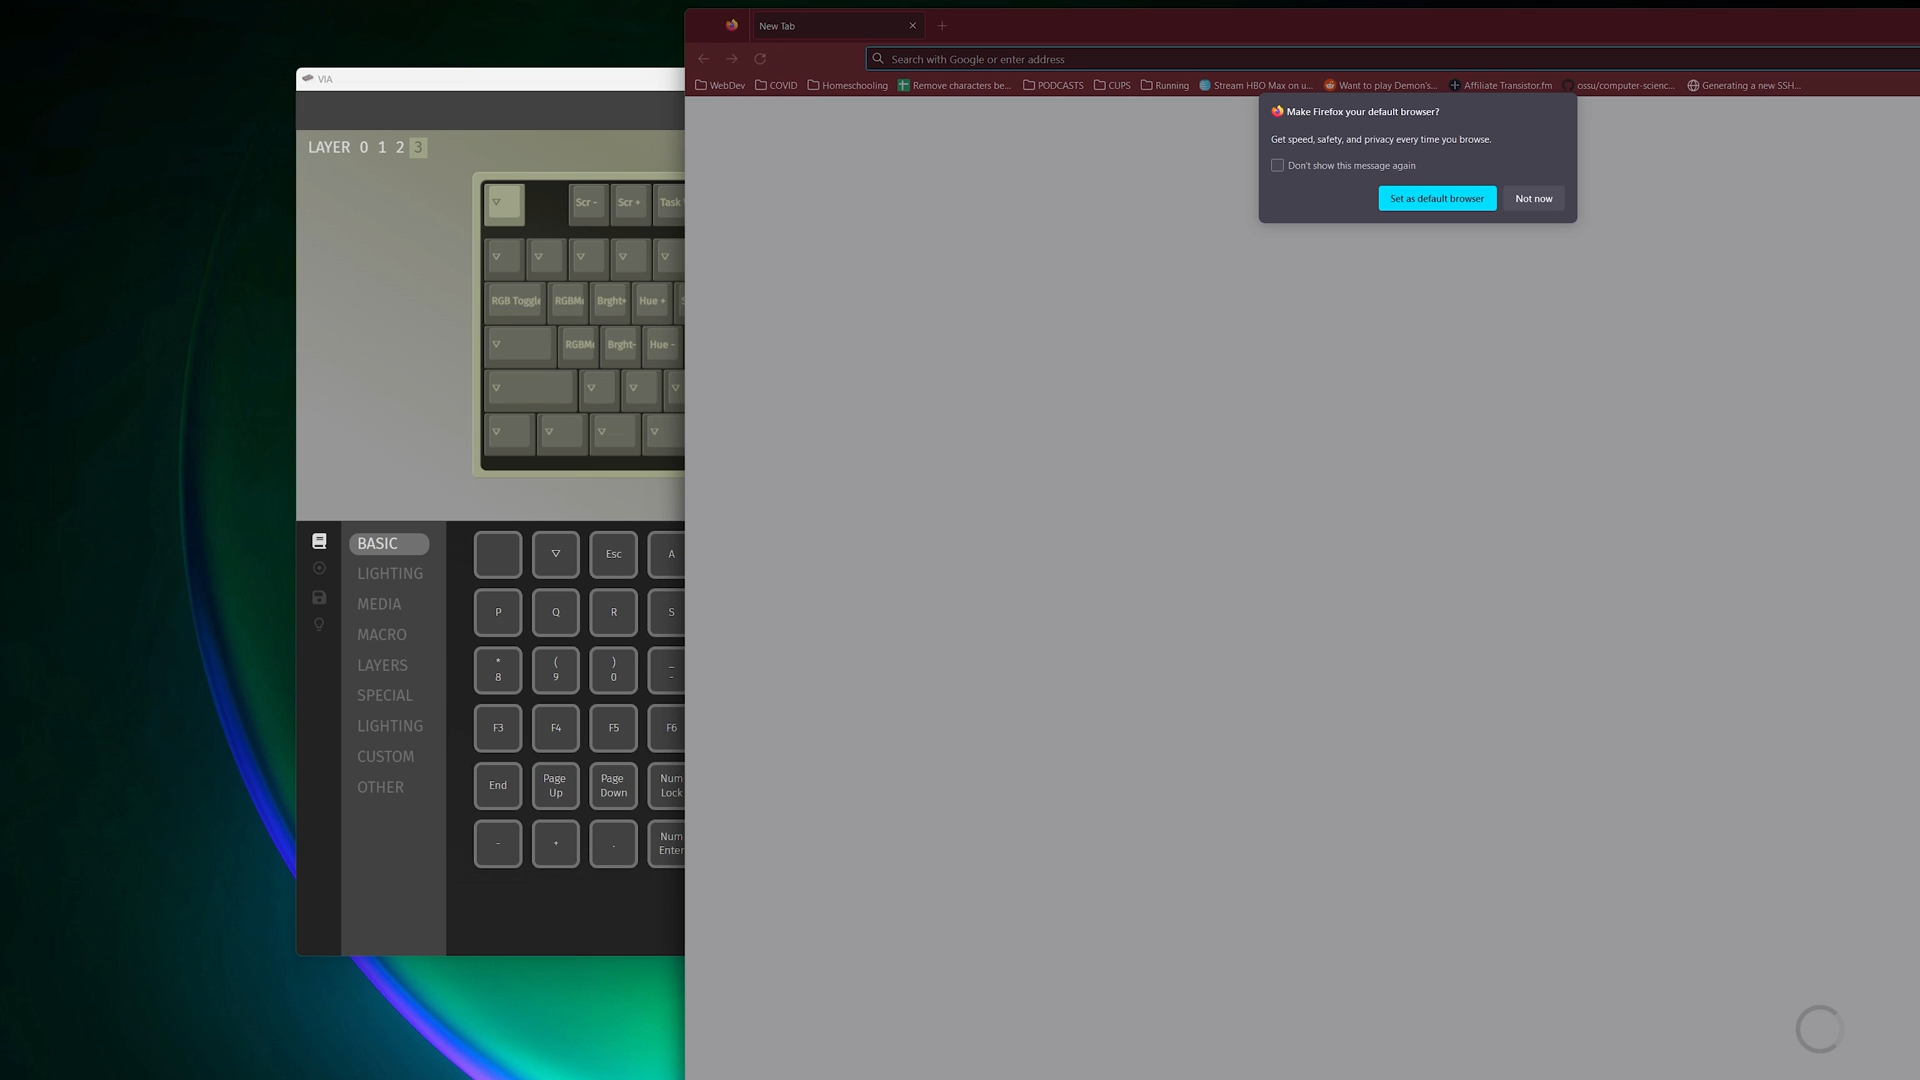 New Tab
Search with Google or enter address
WebDev COVID Homeschooling Remove characters be... PODCASTS CUPS Running Stream HBO Max on u... Want to play Demon's... Affiliate Transistor.fm ossu/computer-scienc... Generating a new SSH...
Make Firefox your default browser?
Get speed, safety, and privacy every time you browse.
Don't show this message again
Set as default browser Not now
VIA
LAYER 0 1 2 3
Scr - Scr + Task
RGB Toggle RGBMo Brght+ Hue +
RGBMo Brght- Hue -
BASIC
LIGHTING
MEDIA
MACRO
LAYERS
SPECIAL
LIGHTING
CUSTOM
OTHER
▽ Esc A
P Q R S
* ( ) _
8 9 0 -
F3 F4 F5 F6
End Page Up Page Down Num Lock
- + . Num Enter